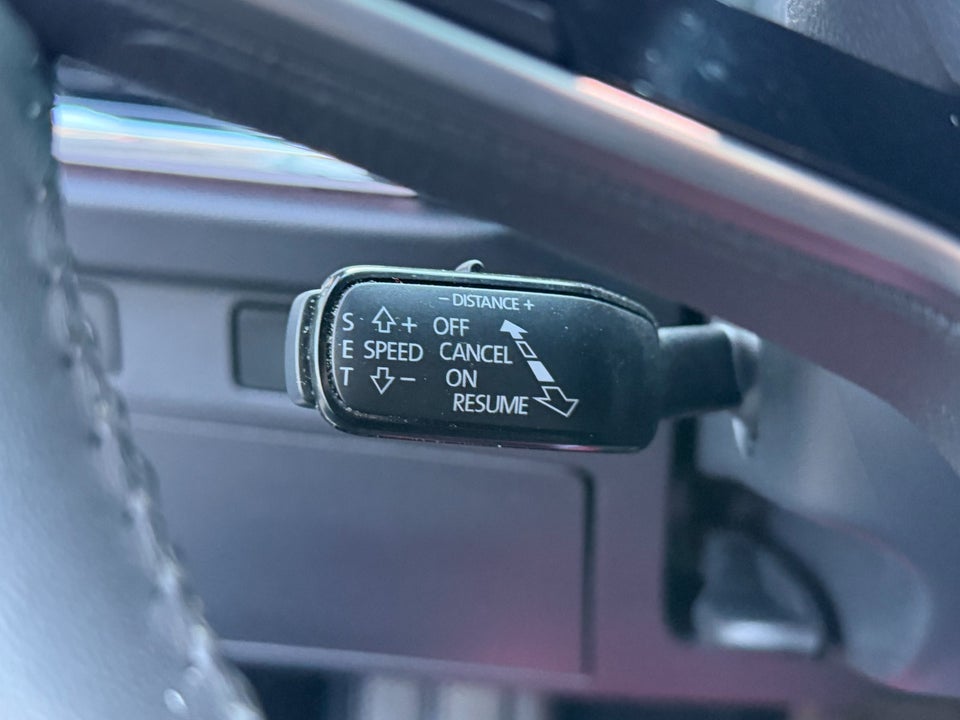 - DISTANCE +
S + OFF
E SPEED CANCEL
T - ON
RESUME